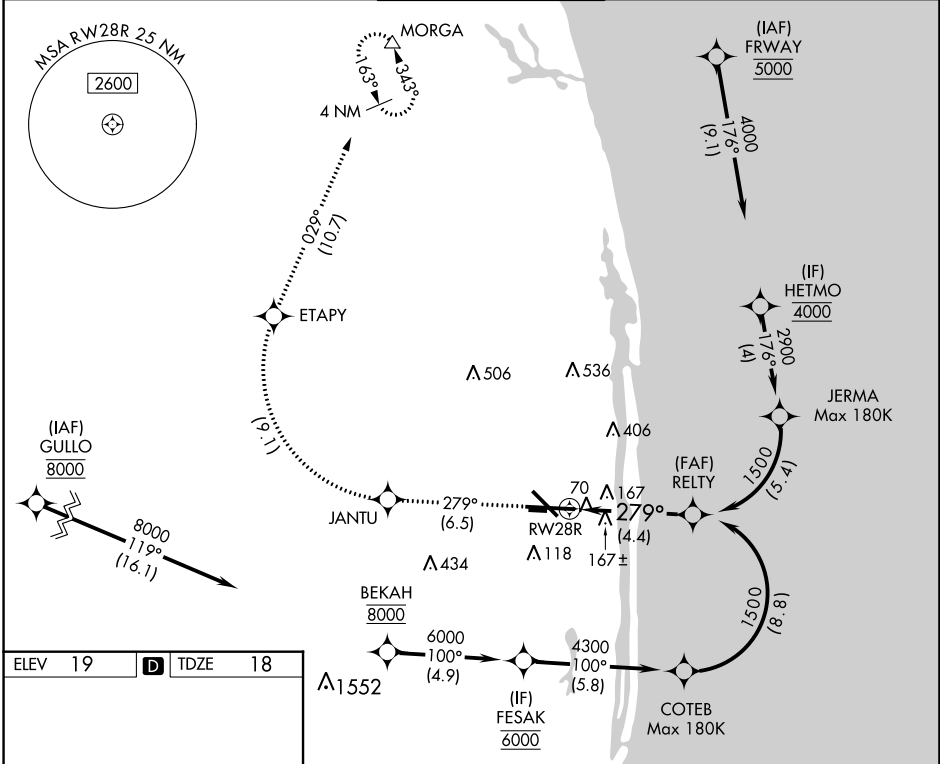 MSA RW28R 25 NM
2600
MORGA
163°
343°
4 NM
(IAF)
FRWAY
5000
4000
176°
(9.1)
029°
(10.7)
ETAPY
(IF)
HETMO
4000
2900
176°
(4)
JERMA
Max 180K
506
536
406
(9.1)
(IAF)
GULLO
8000
8000
119°
(16.1)
JANTU
279°
(6.5)
RW28R
70
167
279°
(4.4)
167±
118
434
(FAF)
RELTY
1500
(5.4)
1500
(8.8)
BEKAH
8000
6000
100°
(4.9)
(IF)
FESAK
6000
4300
100°
(5.8)
COTEB
Max 180K
1552
ELEV 19 D TDZE 18